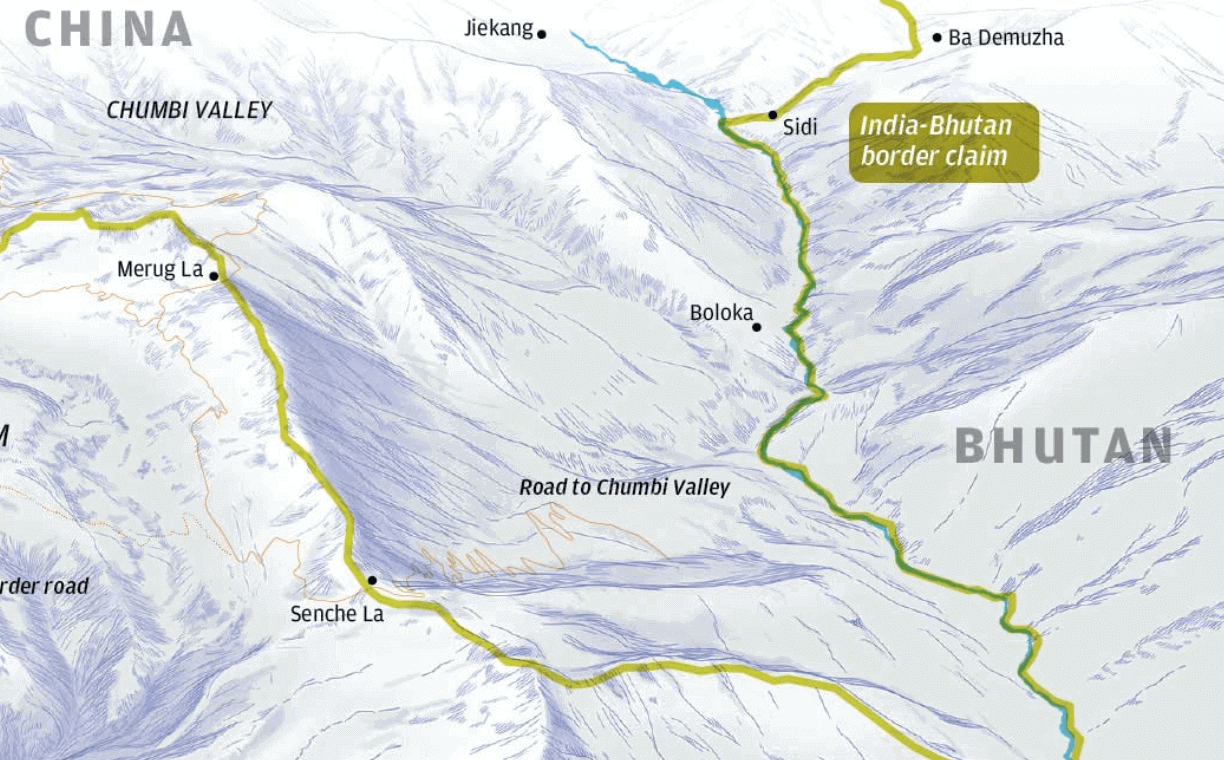 CHINA
Jiekang
Ba Demuzha
CHUMBI VALLEY
Sidi
India-Bhutan
border claim
Merug La
Boloka
M
BHUTAN
Road to Chumbi Valley
rder road
Senche La